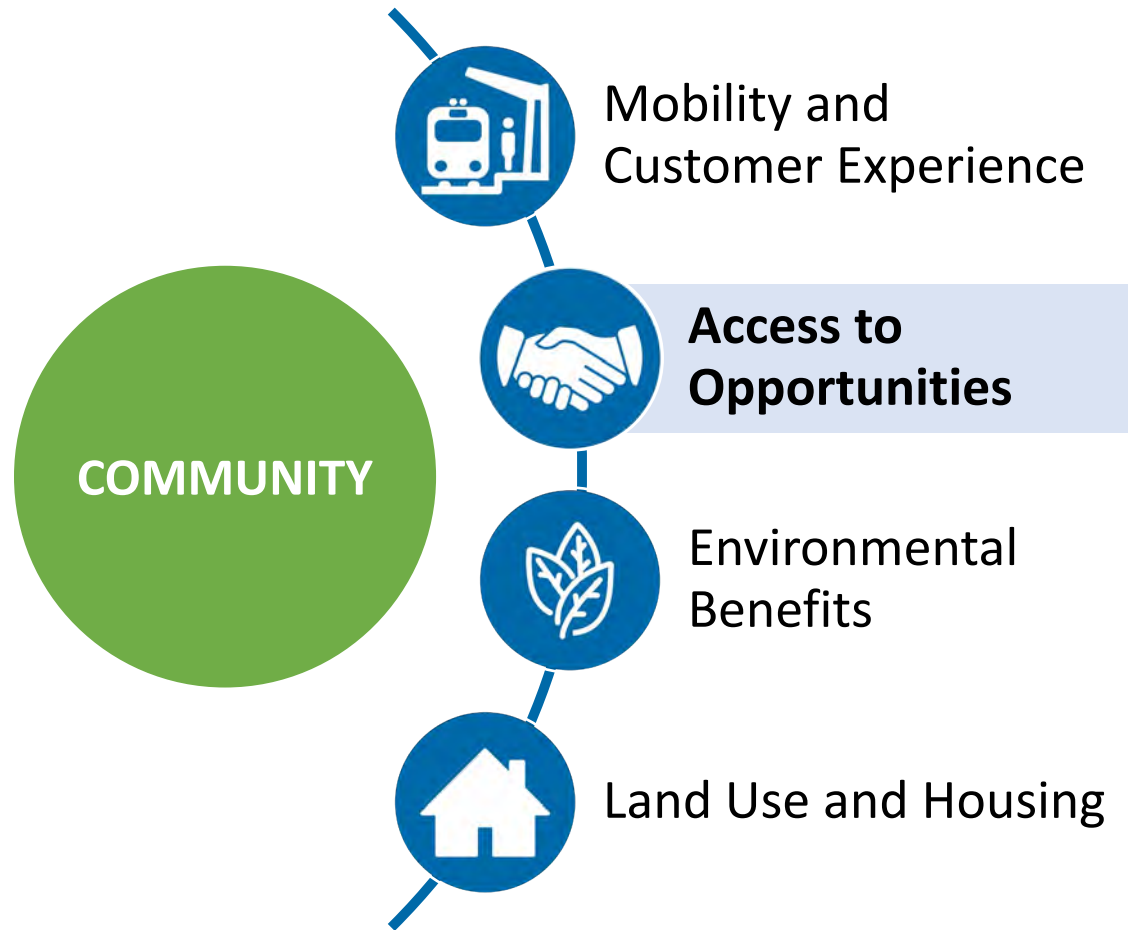 Mobility and
Customer Experience
Access to
Opportunities
COMMUNITY
Environmental
Benefits
Land Use and Housing